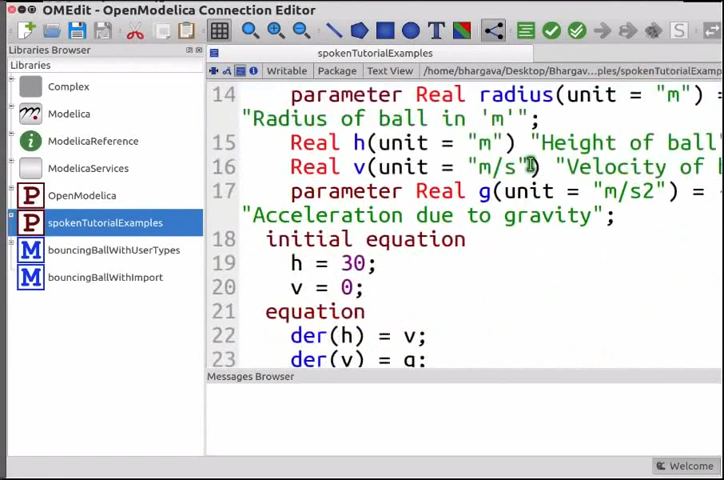 OMEdit - OpenModelica Connection Editor
T
S
Libraries Browser
Libraries
Complex
Modelica
ModelicaReference
ModelicaServices
P OpenModelica
P spokenTutorialExamples
M bouncingBallWithUserTypes
M bouncingBallWithImport
spokenTutorialExamples
Writable Package Text View /home/bhargava/Desktop/Bhargav...ples/spokenTutorialExamp
14 parameter Real radius(unit = "m") =
"Radius of ball in 'm'";
15 Real h(unit = "m") "Height of ball
16 Real v(unit = "m/s") "Velocity of b
17 parameter Real g(unit = "m/s2") =
"Acceleration due to gravity";
18 initial equation
19 h = 30;
20 v = 0;
21 equation
22 der(h) = v;
23 der(v) = g;
Messages Browser
Welcome